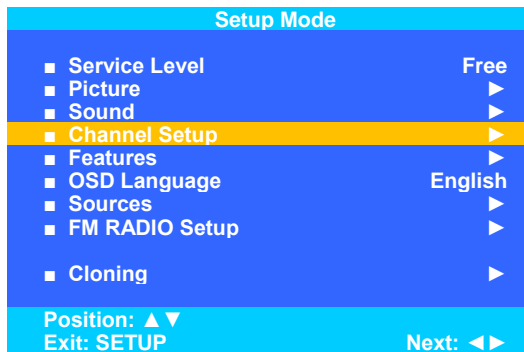 Setup Mode
■ Service Level Free
■ Picture ►
■ Sound ►
■ Channel Setup ►
■ Features ►
■ OSD Language English
■ Sources ►
■ FM RADIO Setup ►
■ Cloning ►
Position: ▲▼
Exit: SETUP Next: ◄►